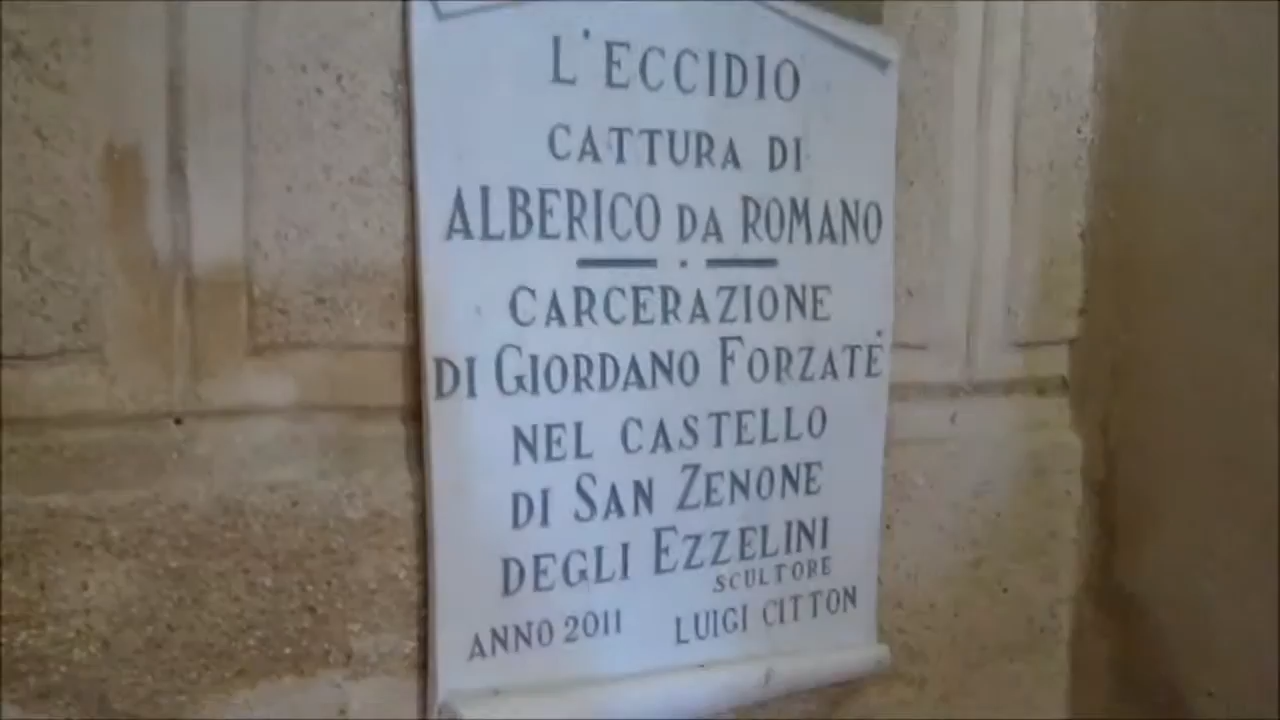 L'ECCIDIO
CATTURA DI
ALBERICO DA ROMANO
CARCERAZIONE
DI GIORDANO FORZATE'
NEL CASTELLO
DI SAN ZENONE
DEGLI EZZELINI
SCULTORE
ANNO 2011 LUIGI CITTON